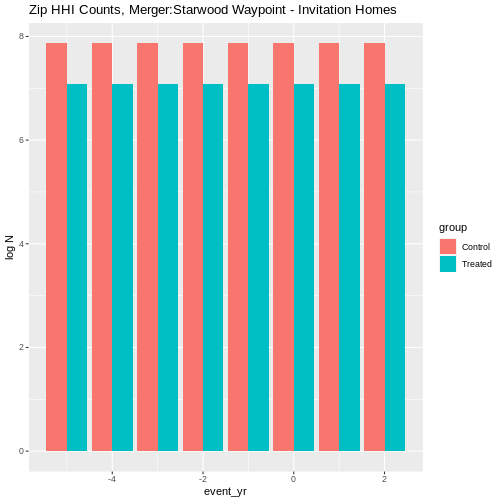 Zip HHI Counts, Merger:Starwood Waypoint - Invitation Homes
8
6
4
2
0
log N
-4
-2
0
2
event_yr
group
Control
Treated